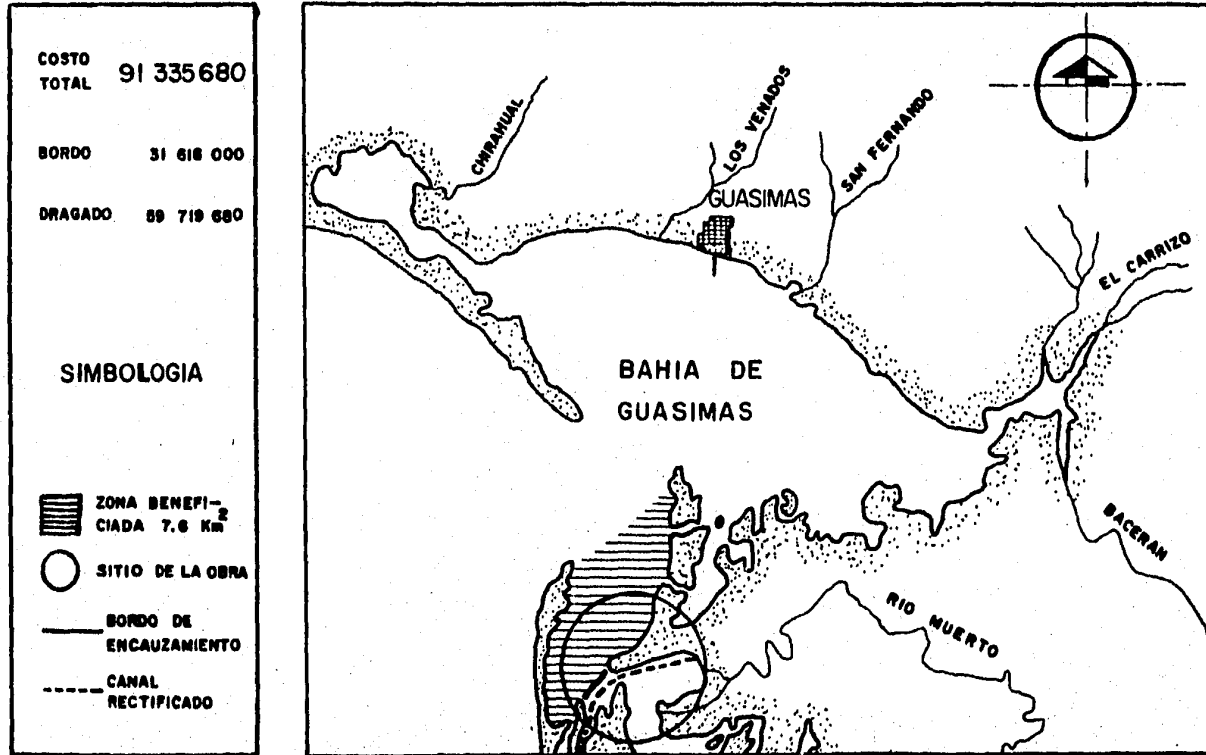 COSTO
TOTAL 91 335680
BORDO 31 616 000
DRAGADO 59 719 680
SIMBOLOGIA
ZONA BENEFI-
CIADA 7.6 Km2
SITIO DE LA OBRA
BORDO DE
ENCAUZAMIENTO
CANAL
RECTIFICADO
CHIRAHUAL
LOS VENADOS
SAN FERNANDO
GUASIMAS
EL CARRIZO
BAHIA DE
GUASIMAS
BACERAN
RIO MUERTO